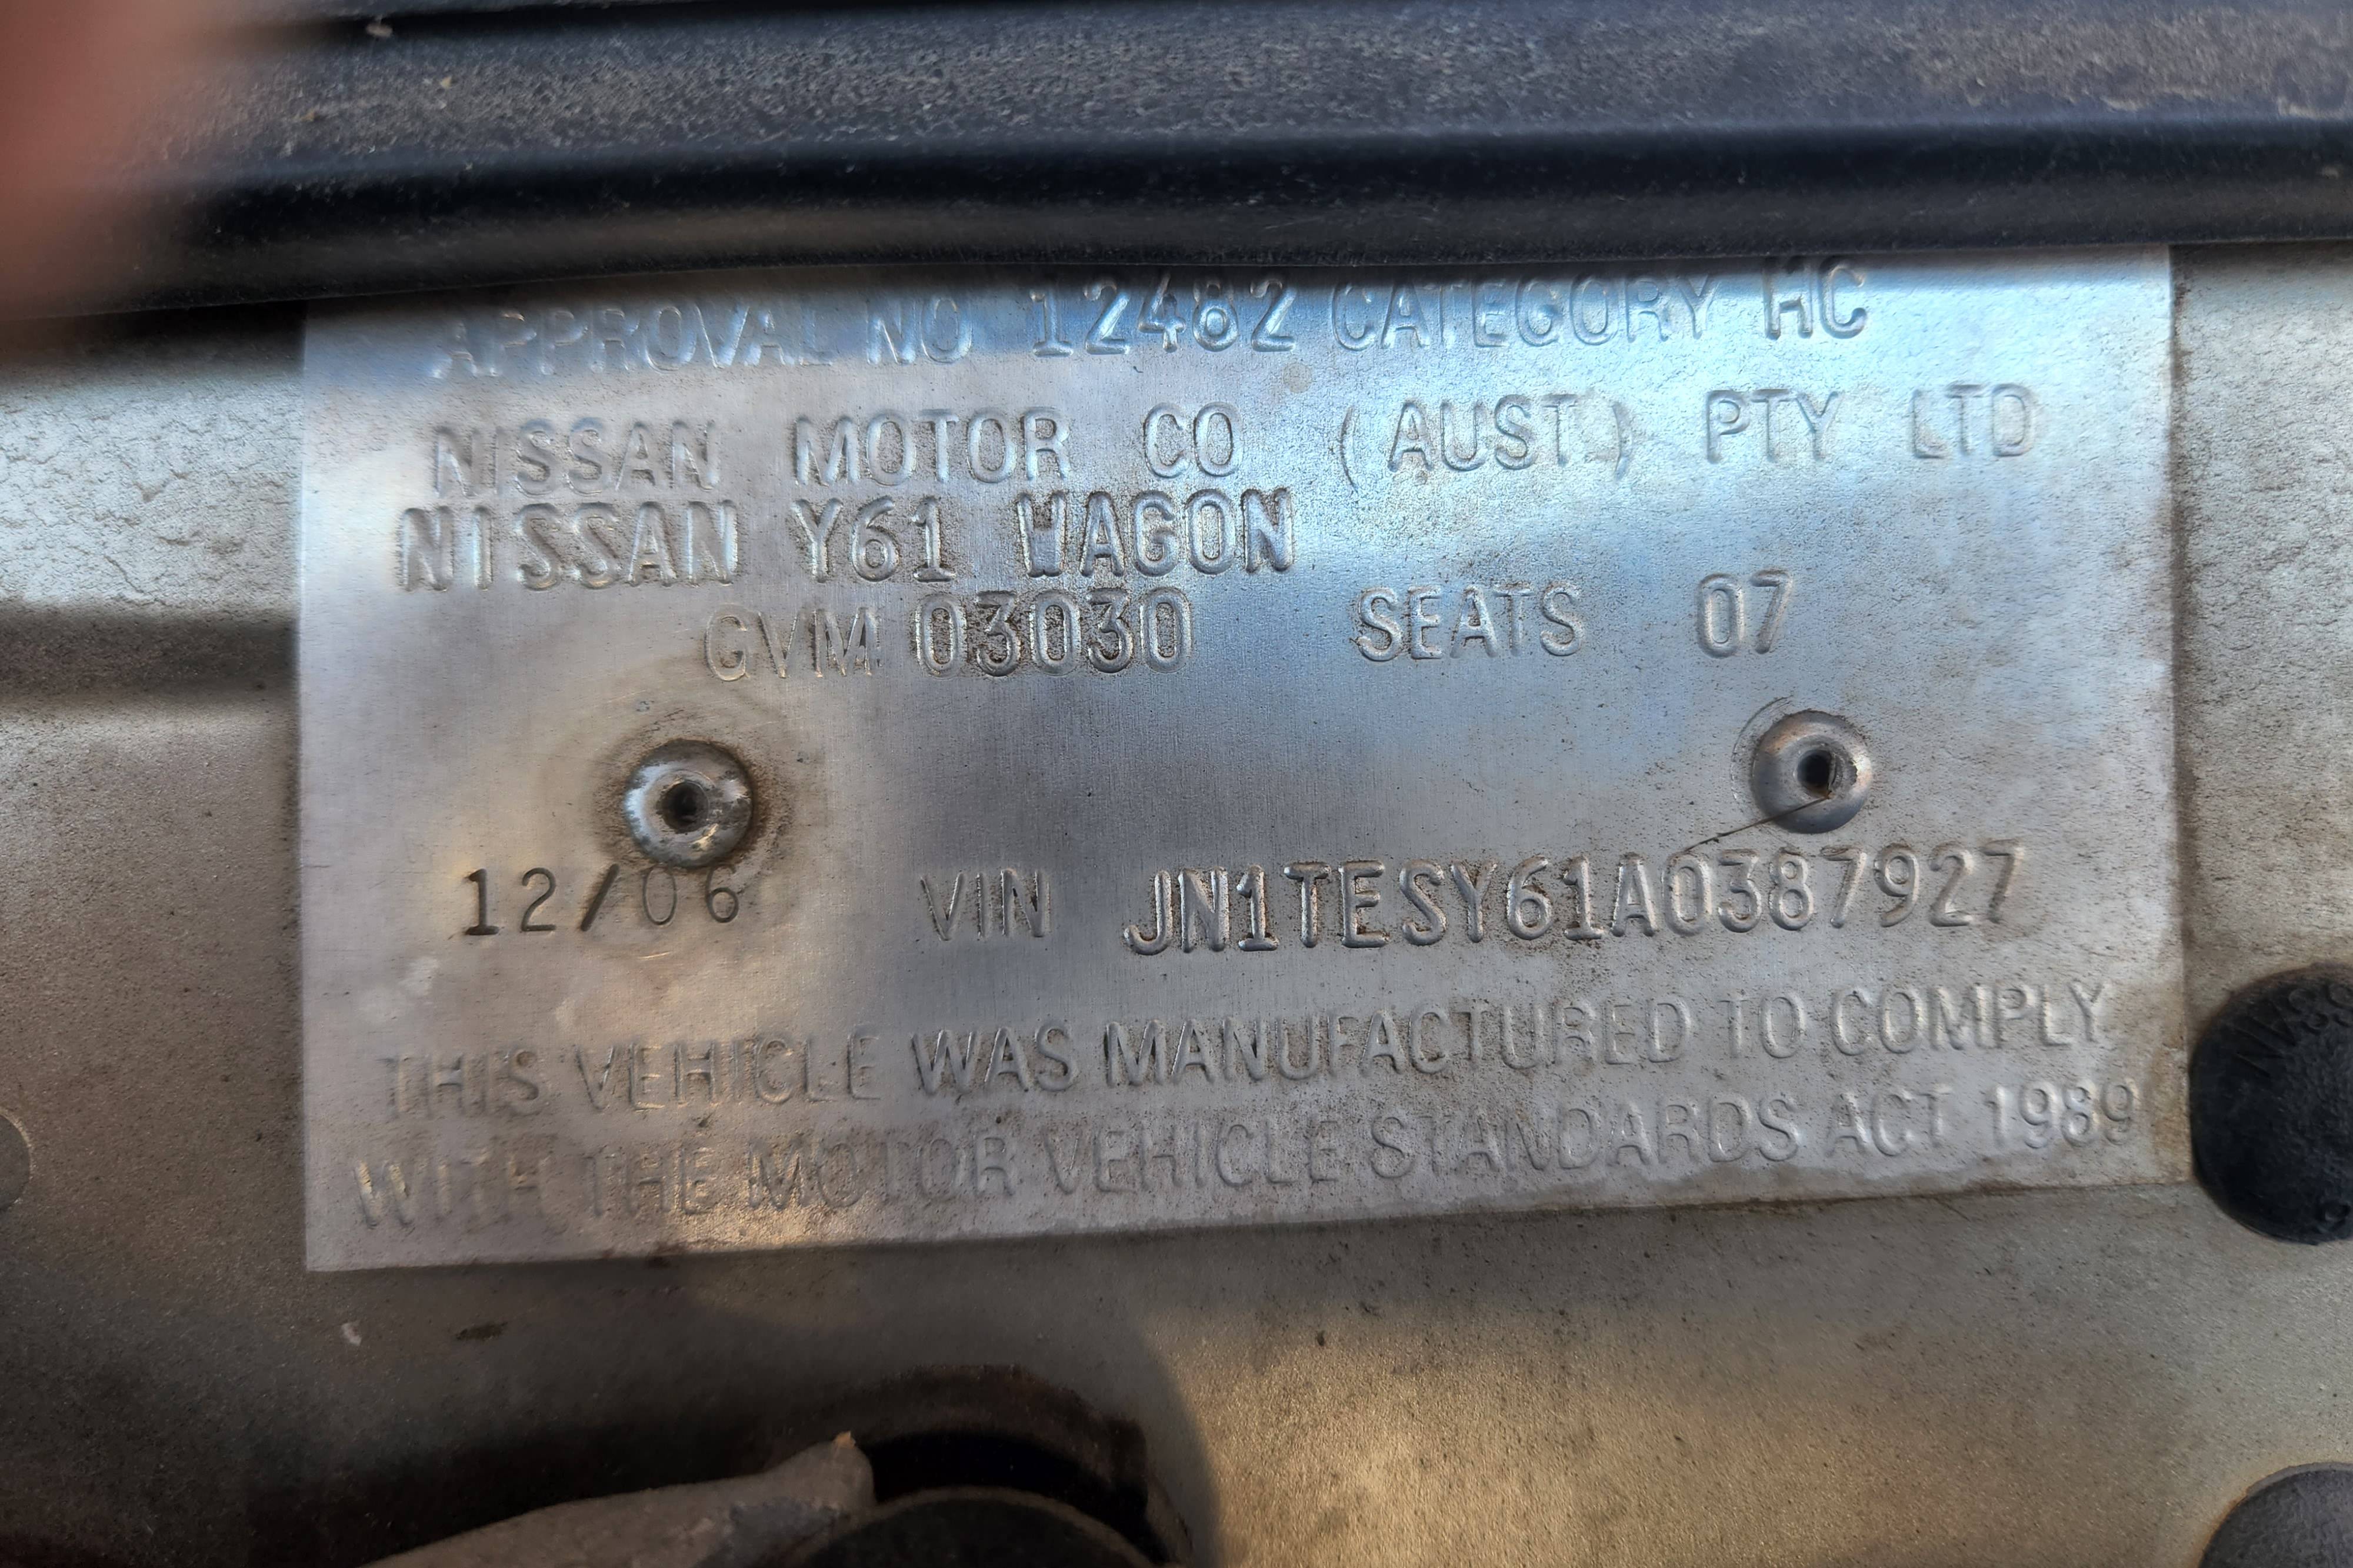 APPROVAL NO 12482 CATEGORY HC
NISSAN MOTOR CO (AUST) PTY LTD
NISSAN Y61 WAGON
GVM 03030 SEATS 07
12/06 VIN JN1TESY61A0387927
THIS VEHICLE WAS MANUFACTURED TO COMPLY
WITH THE MOTOR VEHICLE STANDARDS ACT 1989
NISSAN